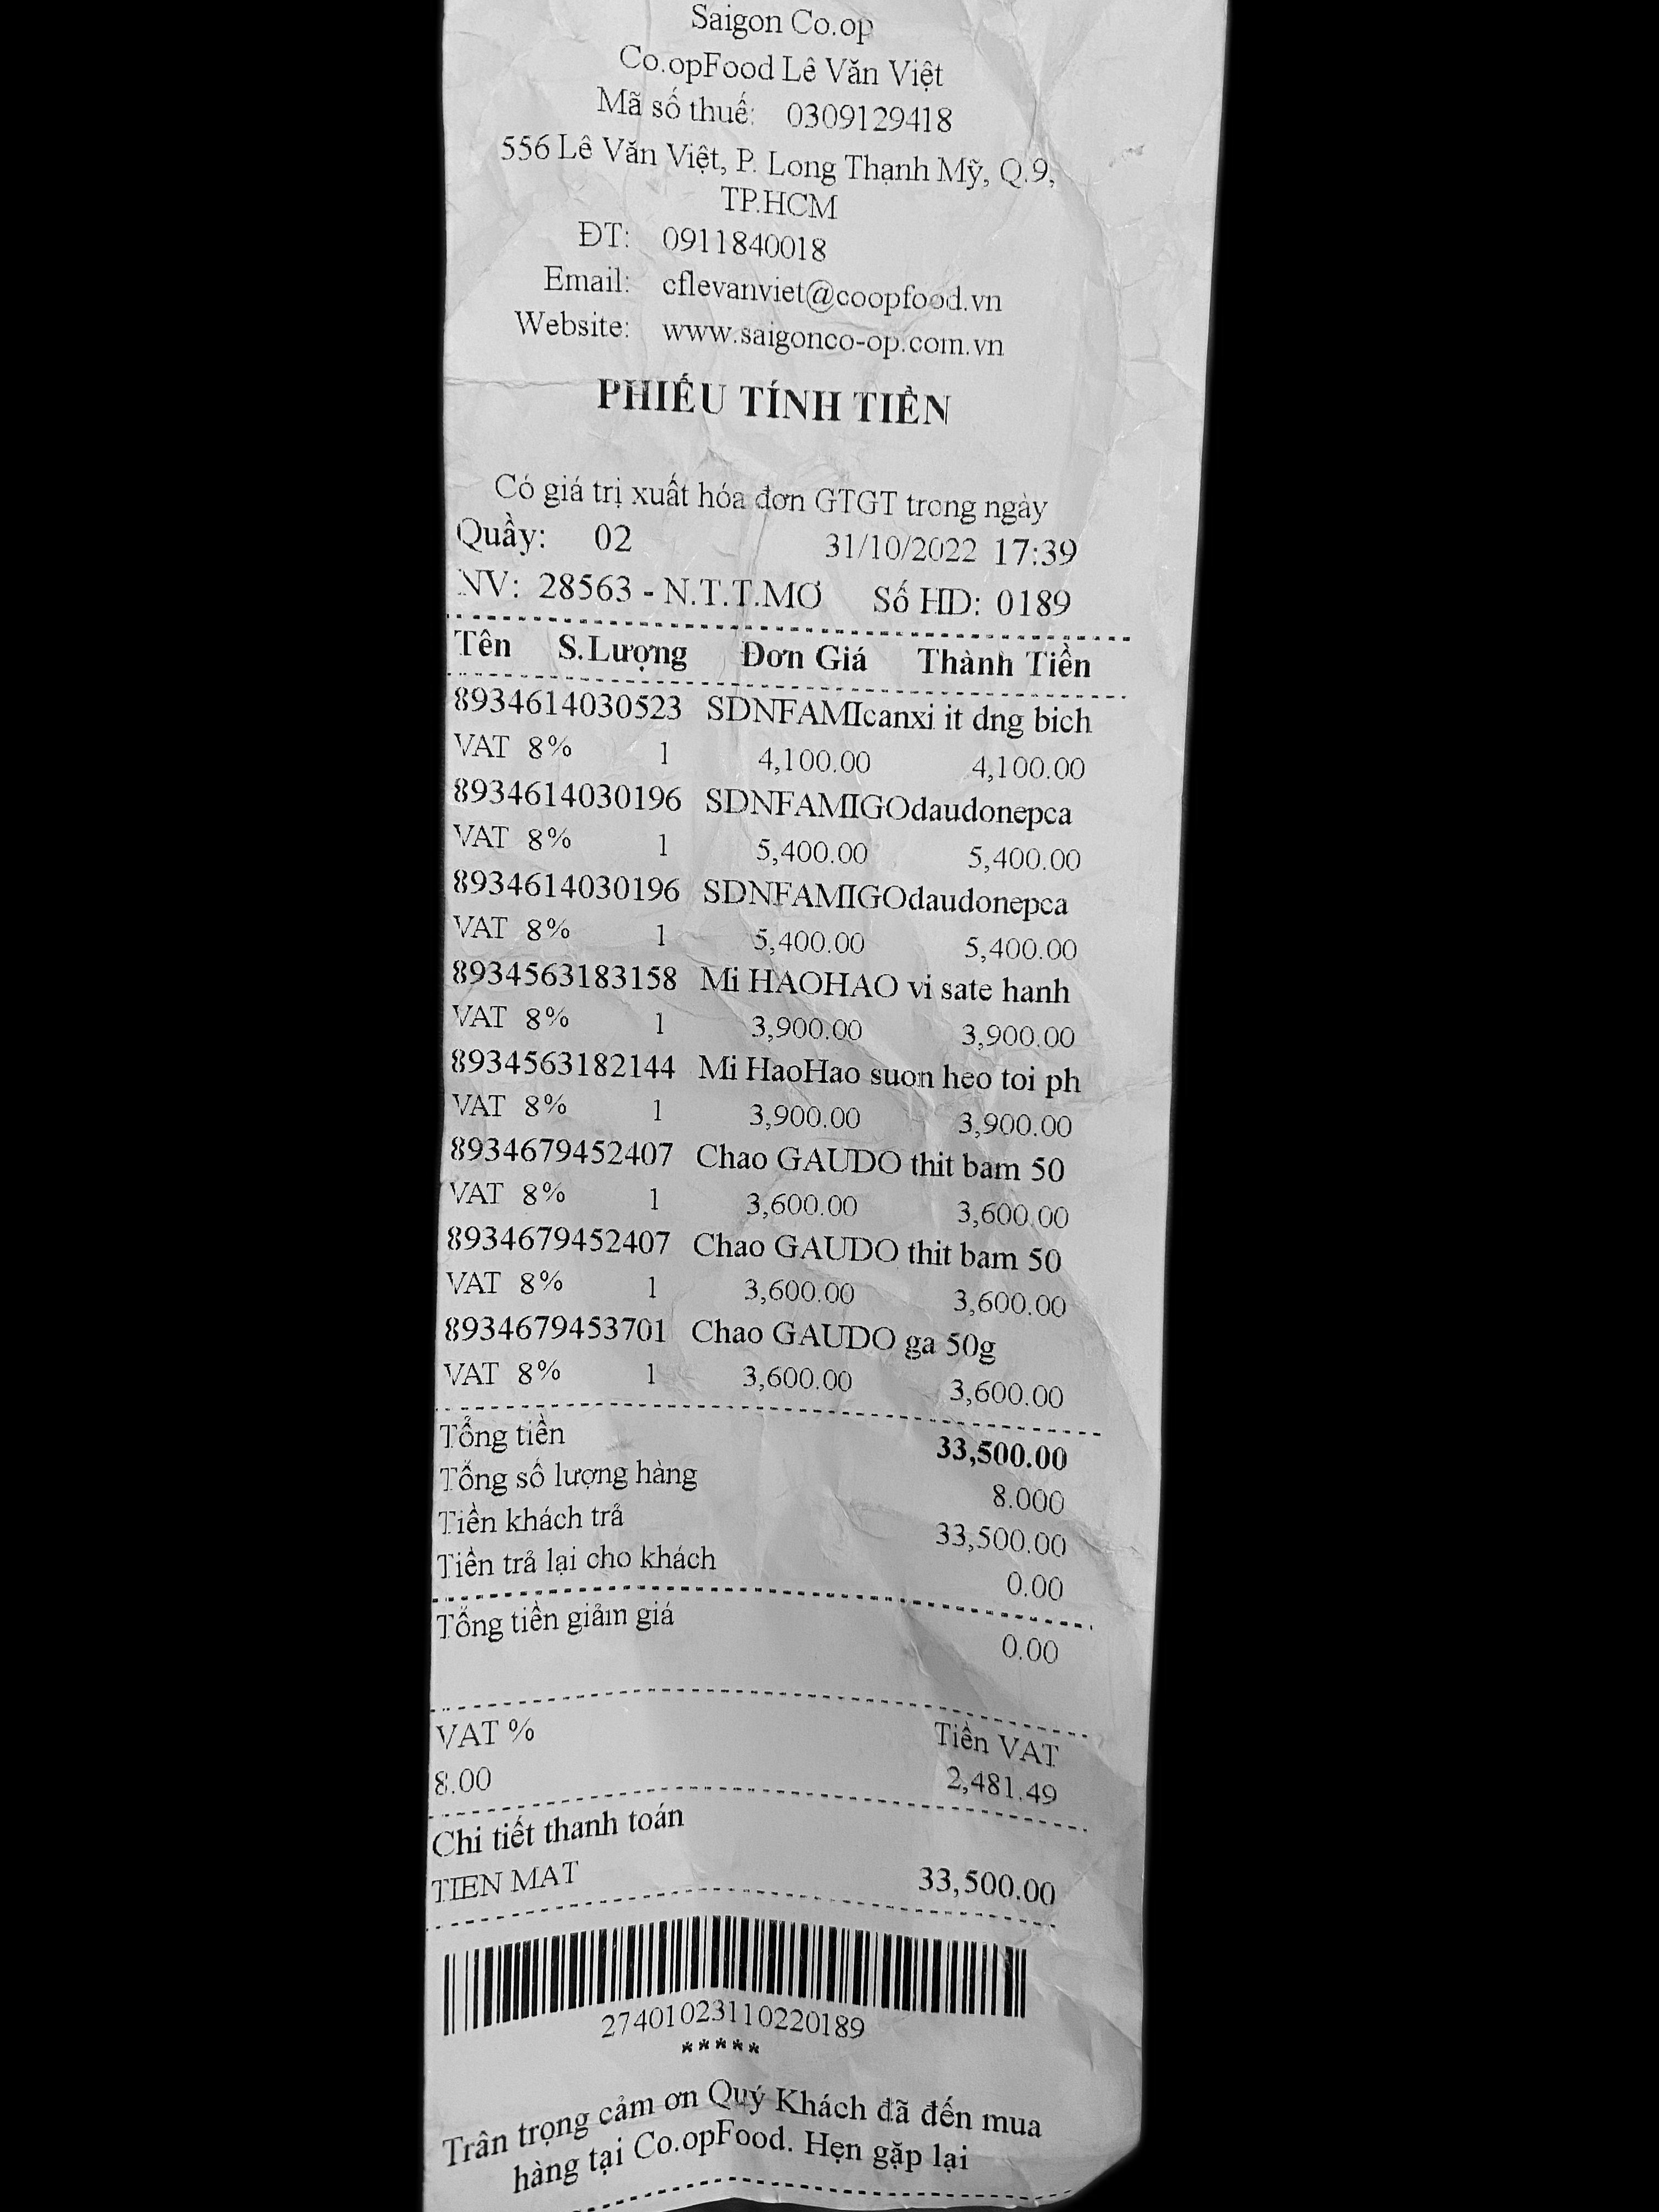 Saigon Co.op
Co.opFood Lê Văn Việt
Mã số thuế: 0309129418
556 Lê Văn Việt, P. Long Thạnh Mỹ, Q.9,
TP.HCM
ĐT: 0911840018
Email: cflevanviet@coopfood.vn
Website: www.saigonco-op.com.vn
PHIẾU TÍNH TIỀN
Có giá trị xuất hóa đơn GTGT trong ngày
Quầy: 02 31/10/2022 17:39
NV: 28563 - N.T.T.MƠ Số HD: 0189
Tên S.Lượng Đơn Giá Thành Tiền
8934614030523 SDNFAMIcanxi it dng bich
VAT 8% 1 4,100.00 4,100.00
8934614030196 SDNFAMIGOdaudonepca
VAT 8% 1 5,400.00 5,400.00
8934614030196 SDNFAMIGOdaudonepca
VAT 8% 1 5,400.00 5,400.00
8934563183158 Mi HAOHAO vi sate hanh
VAT 8% 1 3,900.00 3,900.00
8934563182144 Mi HaoHao suon heo toi ph
VAT 8% 1 3,900.00 3,900.00
8934679452407 Chao GAUDO thit bam 50
VAT 8% 1 3,600.00 3,600.00
8934679452407 Chao GAUDO thit bam 50
VAT 8% 1 3,600.00 3,600.00
8934679453701 Chao GAUDO ga 50g
VAT 8% 1 3,600.00 3,600.00
Tổng tiền 33,500.00
Tổng số lượng hàng 8.000
Tiền khách trả 33,500.00
Tiền trả lại cho khách 0.00
Tổng tiền giảm giá 0.00
VAT % Tiền VAT
8.00 2,481.49
Chi tiết thanh toán
TIEN MAT 33,500.00
27401023110220189
*****
Trân trọng cảm ơn Quý Khách đã đến mua
hàng tại Co.opFood. Hẹn gặp lại